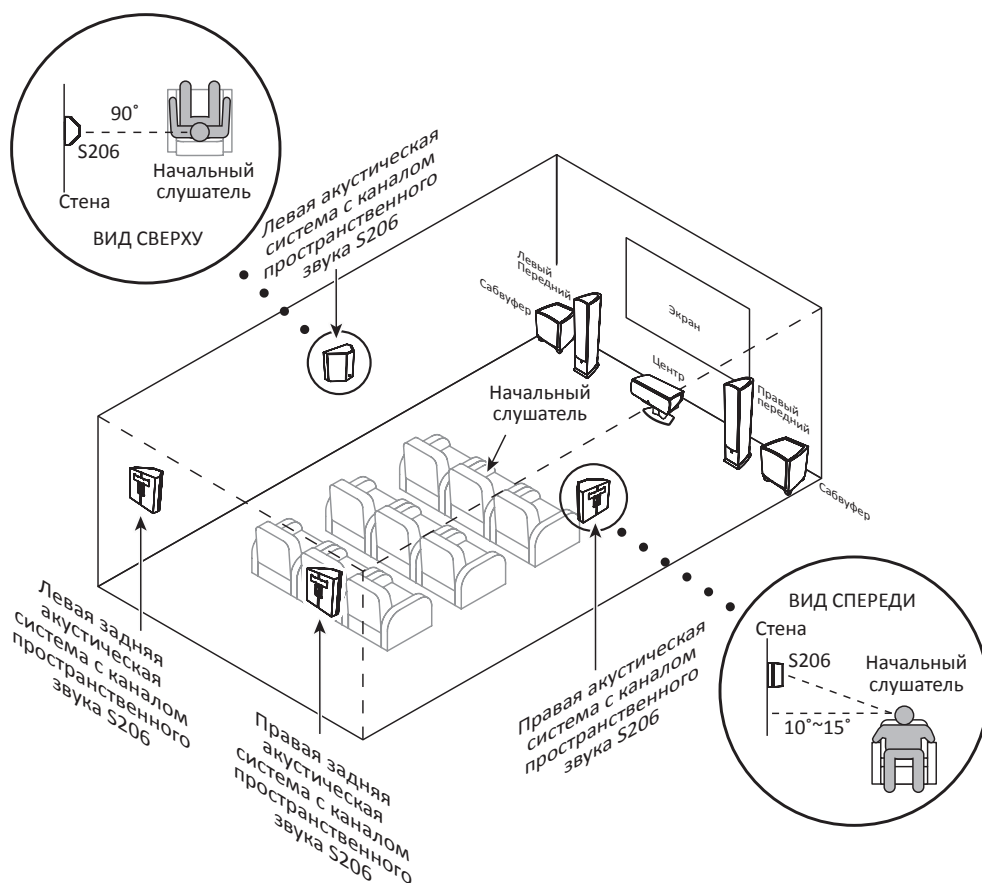 90˚
S206
Начальный
слушатель
Стена
ВИД СВЕРХУ
Левая акустическая
система с каналом
пространственного
звука S206
Левый
Передний
Сабвуфер
Экран
Центр
Правый
передний
Сабвуфер
Начальный
слушатель
Левая задняя
акустическая
система с каналом
пространственного
звука S206
Правая задняя
акустическая
система с каналом
пространственного
звука S206
Правая акустическая
система с каналом
пространственного
звука S206
ВИД СПЕРЕДИ
Стена
S206
Начальный
слушатель
10˚~15˚